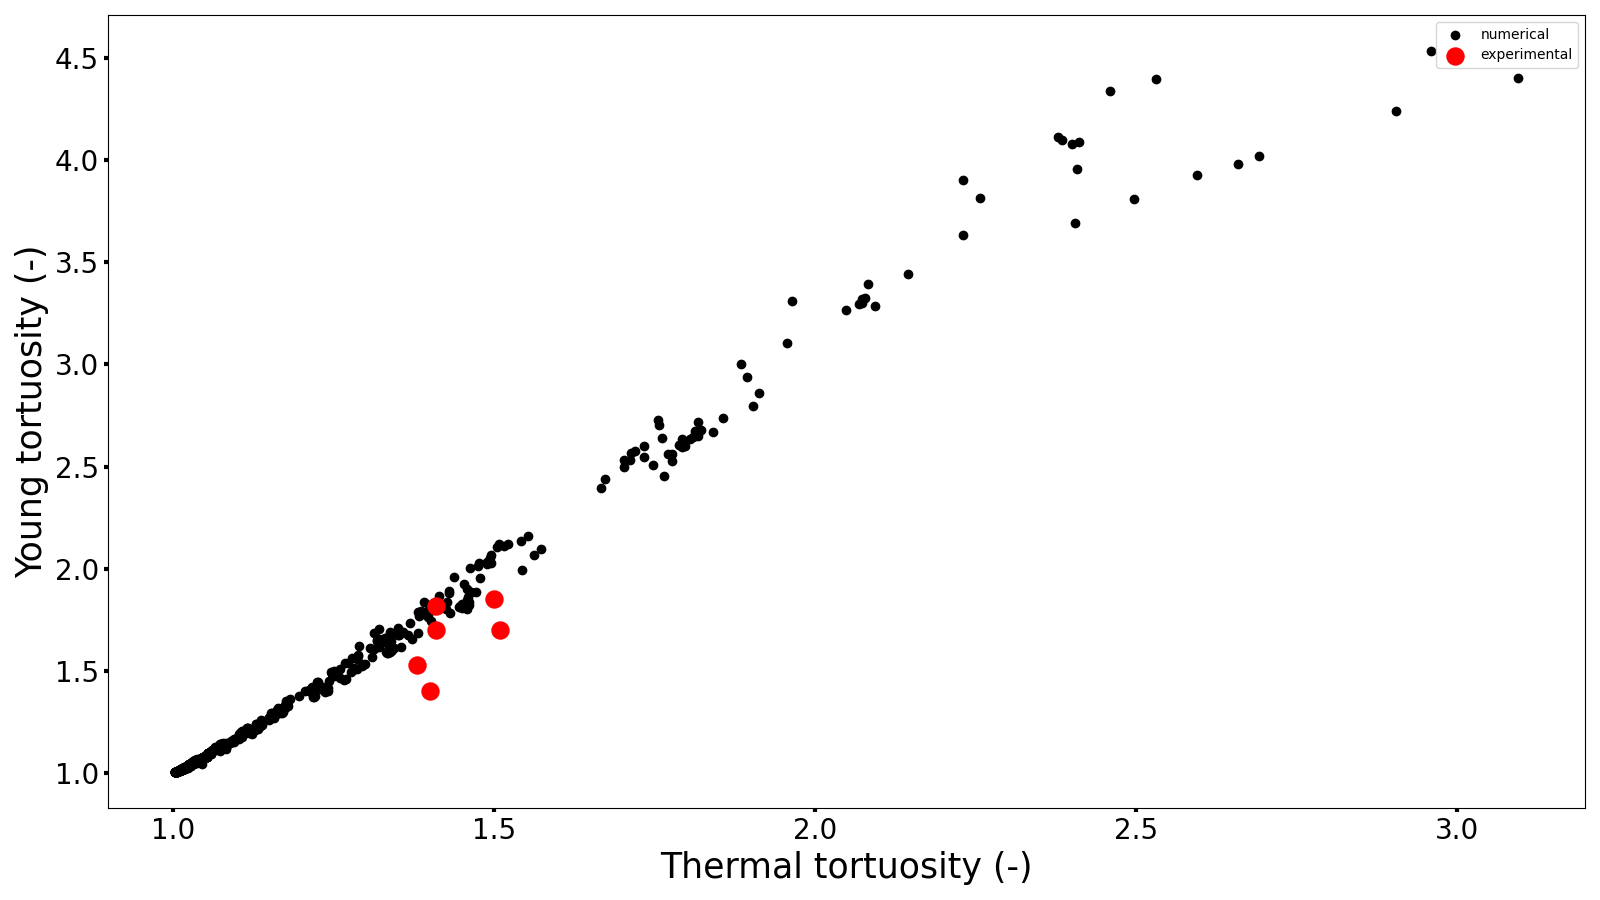 numerical
experimental
4.5
4.0
3.5
3.0
2.5
2.0
1.5
1.0
Young tortuosity (-)
1.0 1.5 2.0 2.5 3.0
Thermal tortuosity (-)